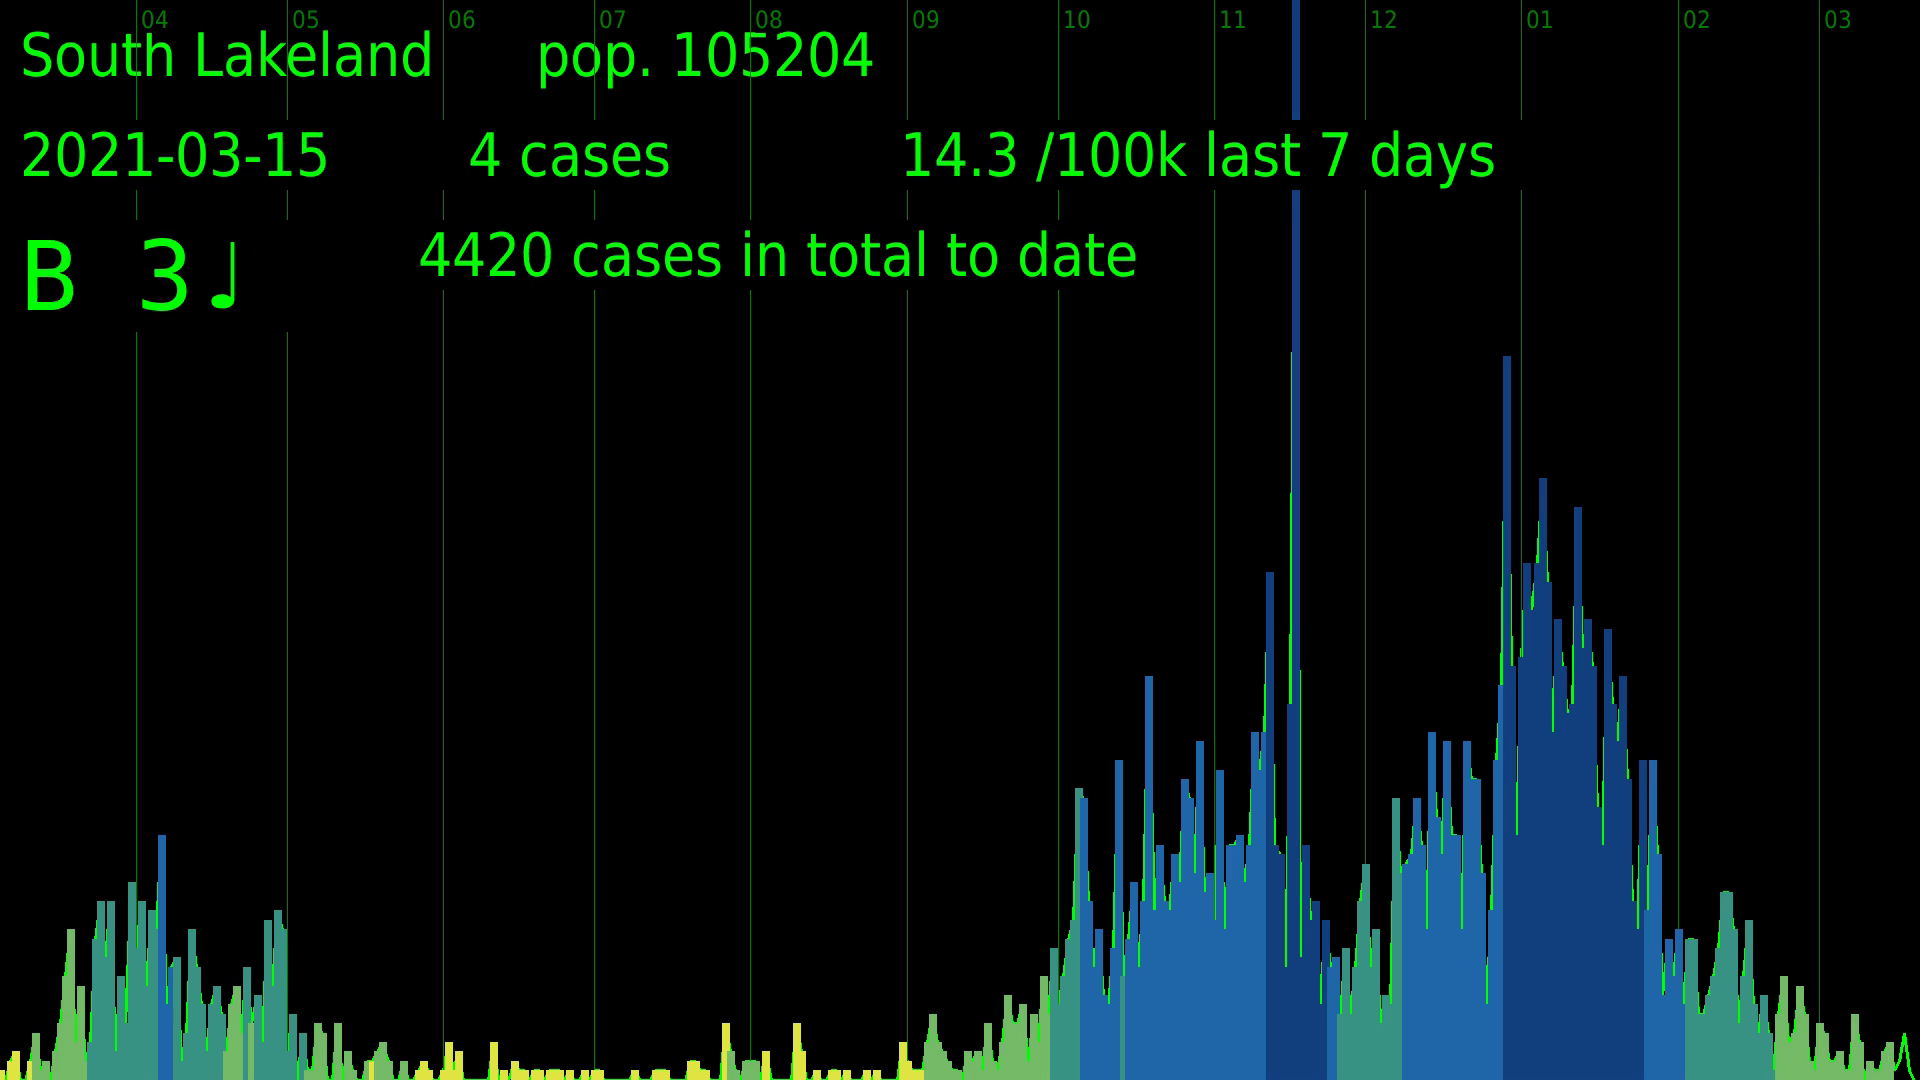 04 05 06 07 08 09 10 11 12 01 02 03
South Lakeland pop. 105204
2021-03-15 4 cases 14.3 /100k last 7 days
4420 cases in total to date
B 3♩